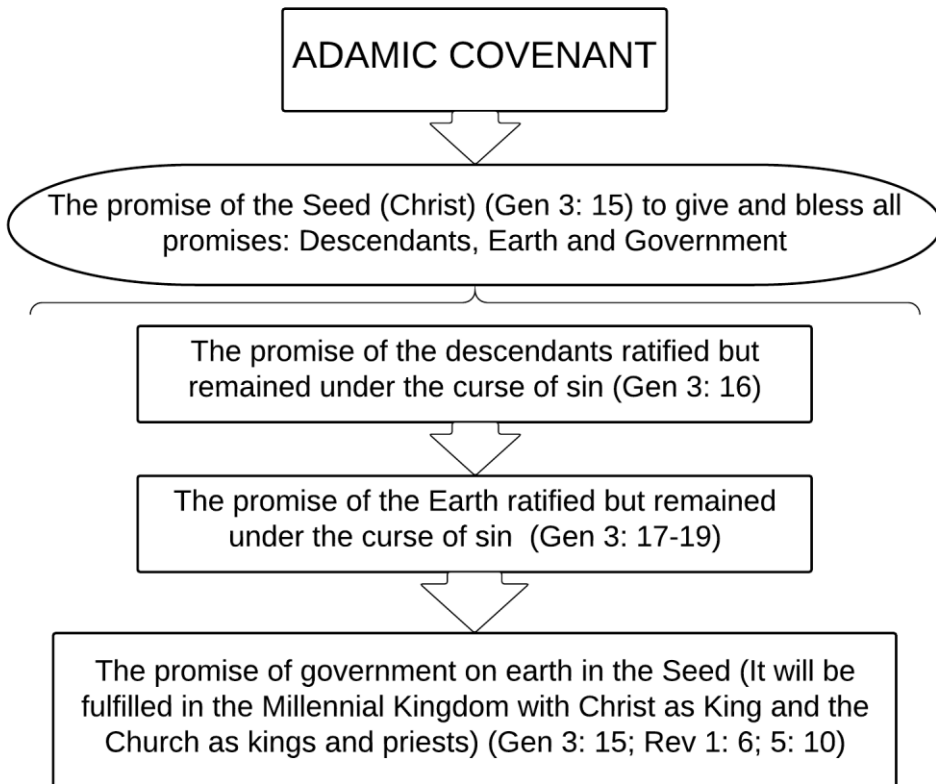 ADAMIC COVENANT
The promise of the Seed (Christ) (Gen 3: 15) to give and bless all
promises: Descendants, Earth and Government
The promise of the descendants ratified but
remained under the curse of sin (Gen 3: 16)
The promise of the Earth ratified but remained
under the curse of sin (Gen 3: 17-19)
The promise of government on earth in the Seed (It will be
fulfilled in the Millennial Kingdom with Christ as King and the
Church as kings and priests) (Gen 3: 15; Rev 1: 6; 5: 10)